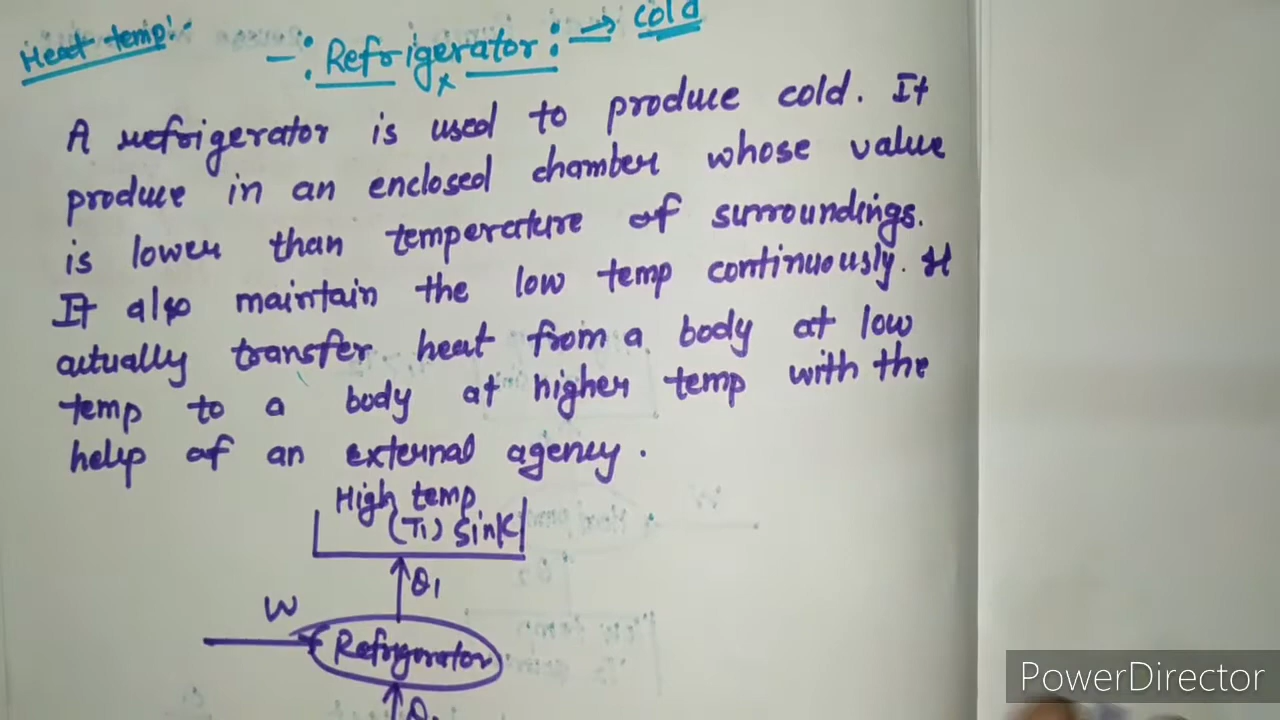 Heat temp:-
-: Refrigerator :- → cold
x
A refrigerator is used to produce cold. It
produce in an enclosed chamber whose value
is lower than temperature of surroundings.
It also maintain the low temp continuously. It
actually transfer heat from a body at low
temp to a body at higher temp with the
help of an external agency.
High temp
(T1) Sink
Q1
W
Refrigerator
PowerDirector